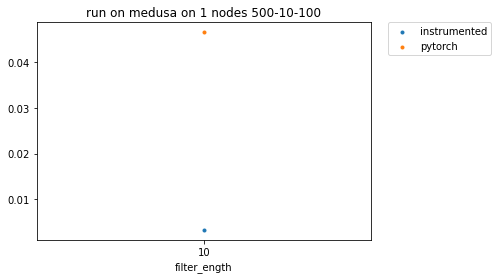 run on medusa on 1 nodes 500-10-100
instrumented
pytorch
0.04
0.03
0.02
0.01
10
filter_ength